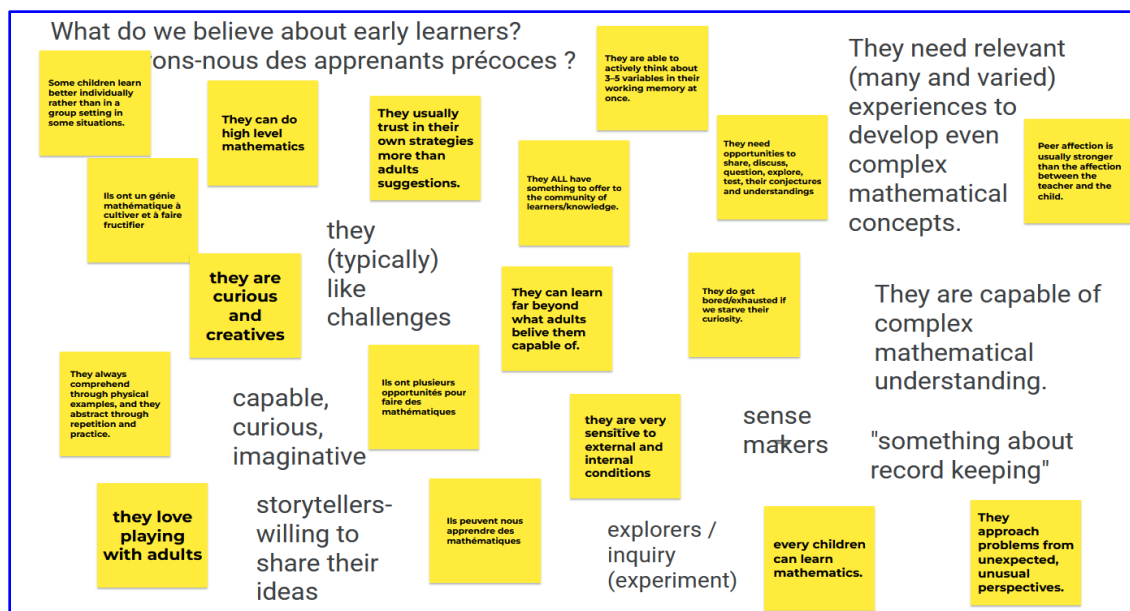 What do we believe about early learners?
rons-nous des apprenants précoces ?
Some children learn
better individually
rather than in a
group setting in
some situations.
They can do
high level
mathematics
They usually
trust in their
own strategies
more than
adults
suggestions.
They are able to
actively think about
3–5 variables in their
working memory at
once.
They need relevant
(many and varied)
experiences to
develop even
complex
mathematical
concepts.
They need
opportunities to
share, discuss,
question, explore,
test, their conjectures
and understandings
Peer affection is
usually stronger
than the affection
between the
teacher and the
child.
Ils ont un génie
mathématique à
cultiver et à faire
fructifier
They ALL have
something to offer to
the community of
learners/knowledge.
they
(typically)
like
challenges
they are
curious
and
creatives
They can learn
far beyond
what adults
belive them
capable of.
They do get
bored/exhausted if
we starve their
curiosity.
They are capable of
complex
mathematical
understanding.
They always
comprehend
through physical
examples, and they
abstract through
repetition and
practice.
capable,
curious,
imaginative
Ils ont plusieurs
opportunités pour
faire des
mathématiques
they are very
sensitive to
external and
internal
conditions
sense
makers
"something about
record keeping"
they love
playing
with adults
storytellers-
willing to
share their
ideas
Ils peuvent nous
apprendre des
mathématiques
explorers /
inquiry
(experiment)
every children
can learn
mathematics.
They
approach
problems from
unexpected,
unusual
perspectives.